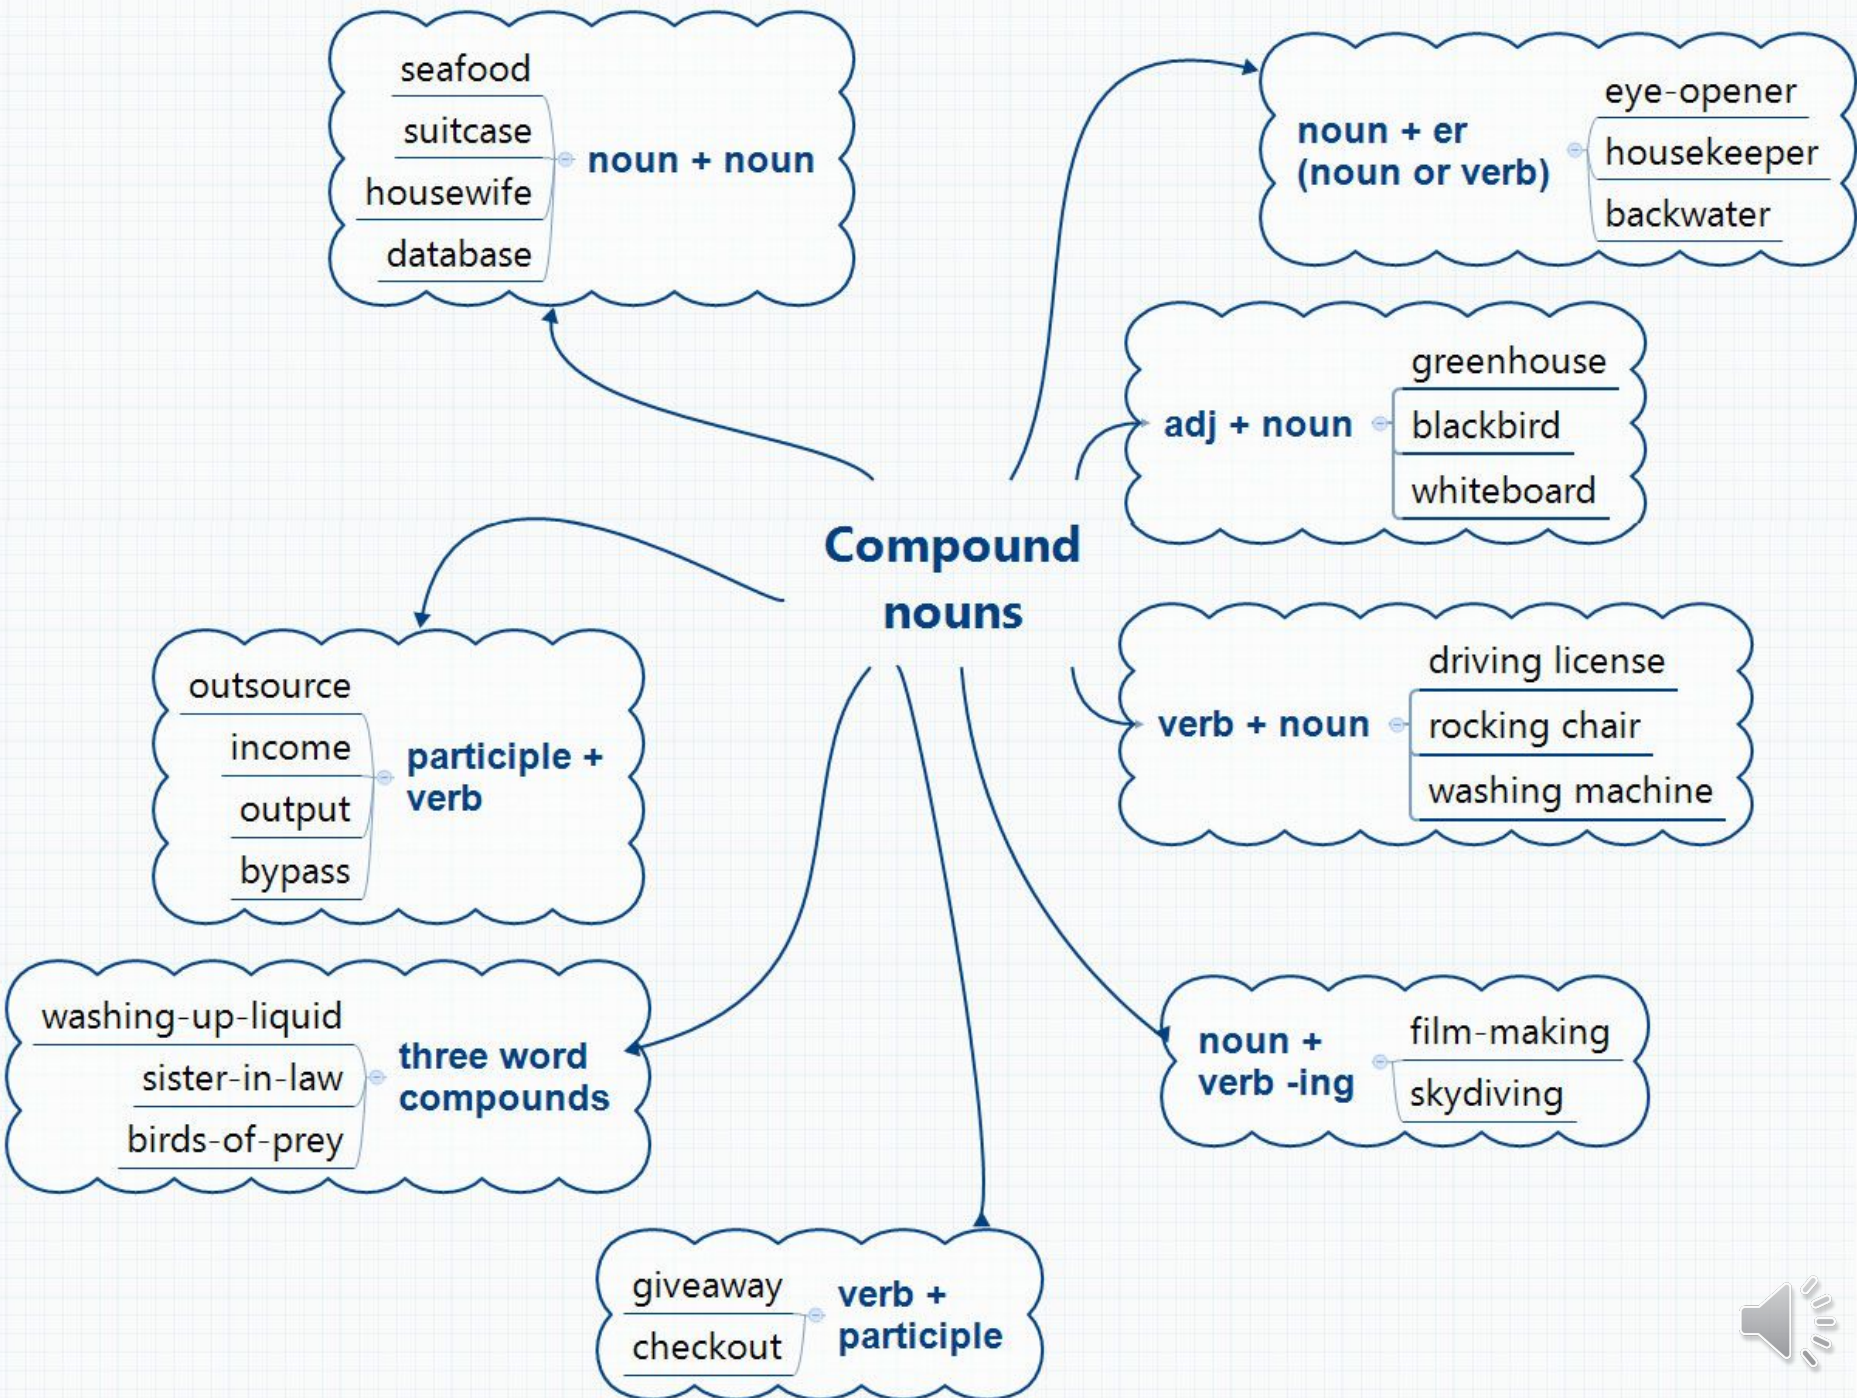 seafood
suitcase
housewife
database
noun + noun
noun + er
(noun or verb)
eye-opener
housekeeper
backwater
adj + noun
greenhouse
blackbird
whiteboard
Compound
nouns
outsource
income
output
bypass
participle +
verb
verb + noun
driving license
rocking chair
washing machine
washing-up-liquid
sister-in-law
birds-of-prey
three word
compounds
noun +
verb -ing
film-making
skydiving
giveaway
checkout
verb +
participle